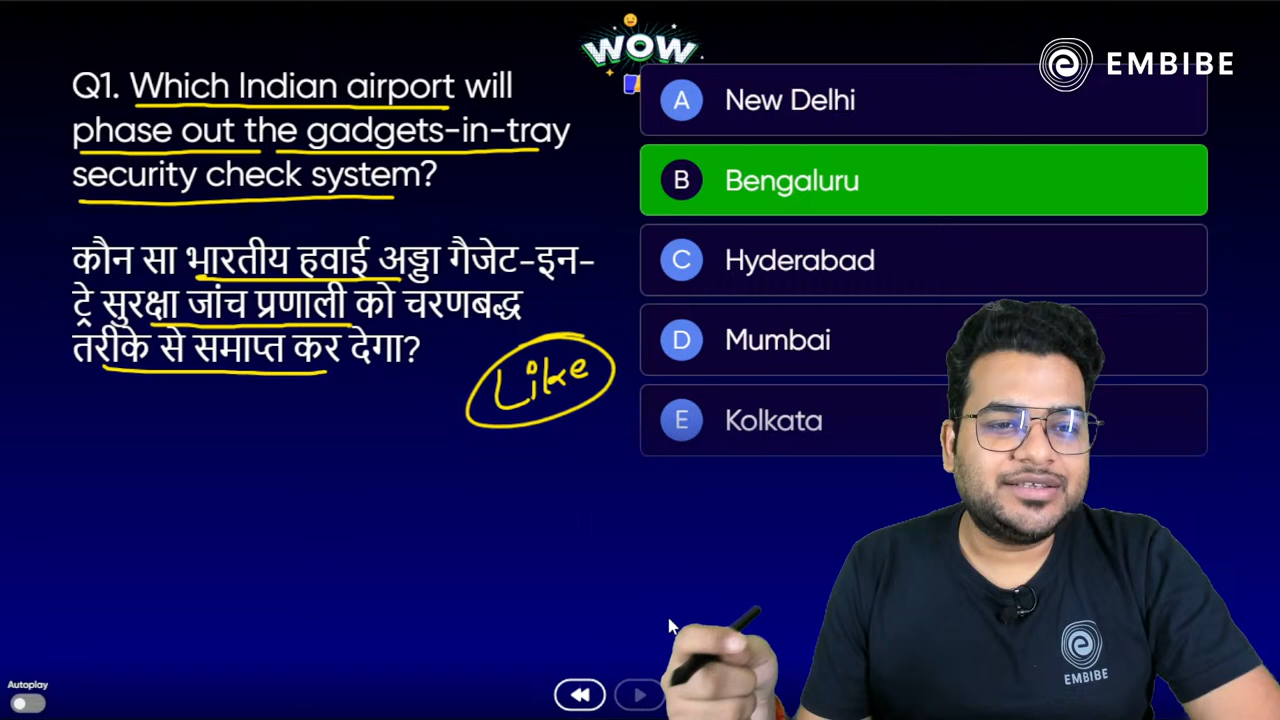 WOW
EMBIBE
Q1. Which Indian airport will
phase out the gadgets-in-tray
security check system?
कौन सा भारतीय हवाई अड्डा गैजेट-इन-
ट्रे सुरक्षा जांच प्रणाली को चरणबद्ध
तरीके से समाप्त कर देगा?
Like
A New Delhi
B Bengaluru
C Hyderabad
D Mumbai
E Kolkata
EMBIBE
Autoplay